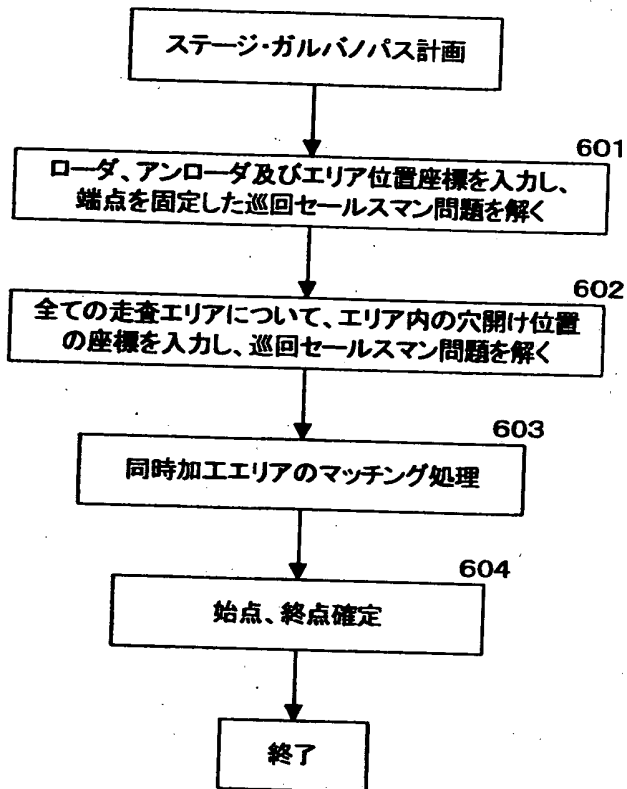 ステージ・ガルバノパス計画
601
ローダ、アンローダ及びエリア位置座標を入力し、
端点を固定した巡回セールスマン問題を解く
602
全ての走査エリアについて、エリア内の穴開け位置
の座標を入力し、巡回セールスマン問題を解く
603
同時加工エリアのマッチング処理
604
始点、終点確定
終了